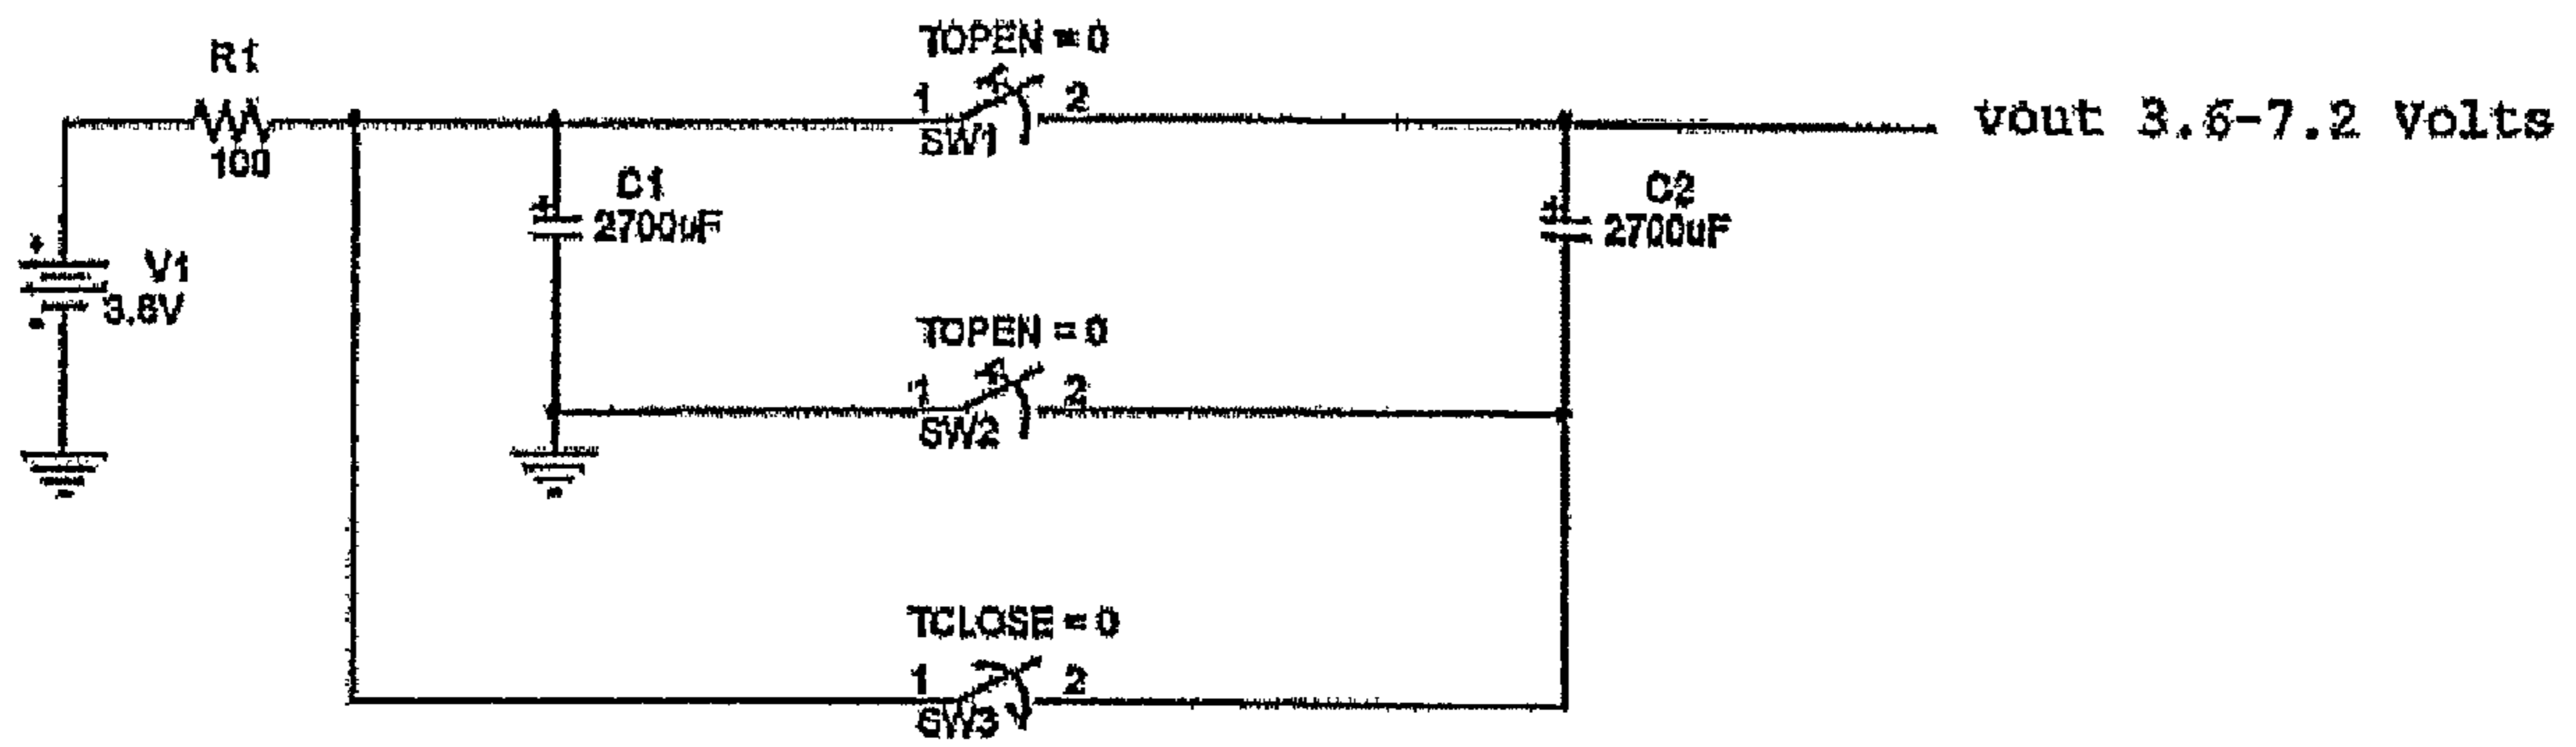 TOPEN = 0
R1
1 2
SW1
vout 3.6-7.2 Volts
100
C1
2700uF
C2
2700uF
+
V1
3.6V
-
TOPEN = 0
1 2
SW2
TCLOSE = 0
1 2
SW3